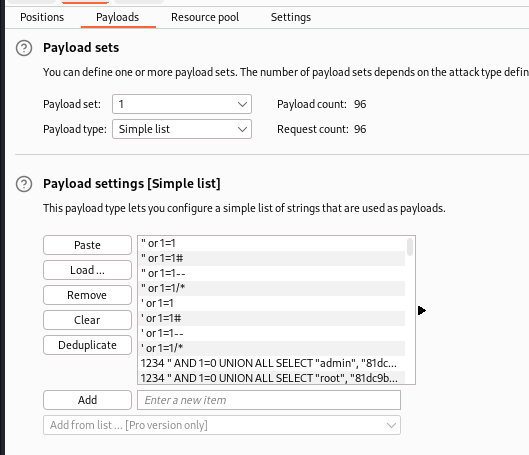 Positions Payloads Resource pool Settings
Payload sets
You can define one or more payload sets. The number of payload sets depends on the attack type defin
Payload set: 1 Payload count: 96
Payload type: Simple list Request count: 96
Payload settings [Simple list]
This payload type lets you configure a simple list of strings that are used as payloads.
Paste
Load ...
Remove
Clear
Deduplicate
" or 1=1
" or 1=1#
" or 1=1--
" or 1=1/*
' or 1=1
' or 1=1#
' or 1=1--
' or 1=1/*
1234 " AND 1=0 UNION ALL SELECT "admin", "81dc...
1234 " AND 1=0 UNION ALL SELECT "root", "81dc9b...
Add Enter a new item
Add from list ... [Pro version only]